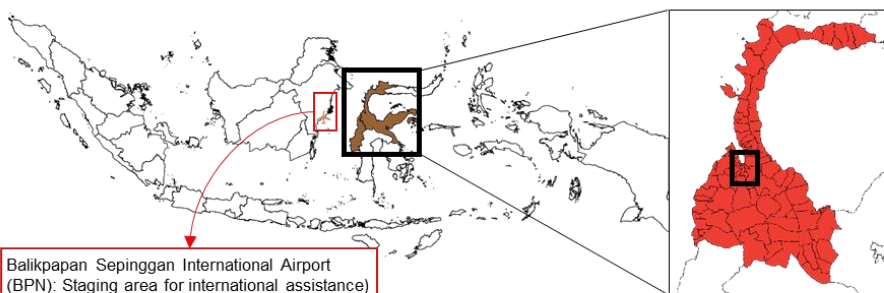 Balikpapan Sepinggan International Airport
(BPN): Staging area for international assistance)